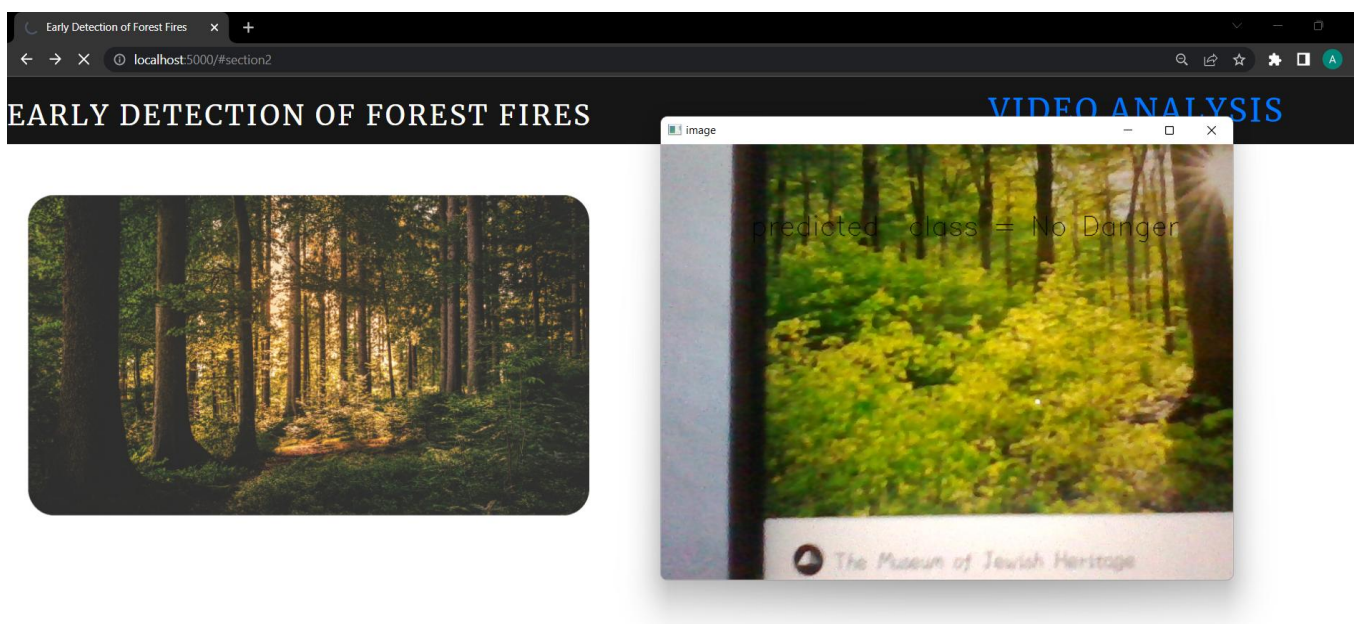 Early Detection of Forest Fires
localhost:5000/#section2
A
EARLY DETECTION OF FOREST FIRES
VIDEO ANALYSIS
image
predicted class = No Danger
The Museum of Jewish Heritage